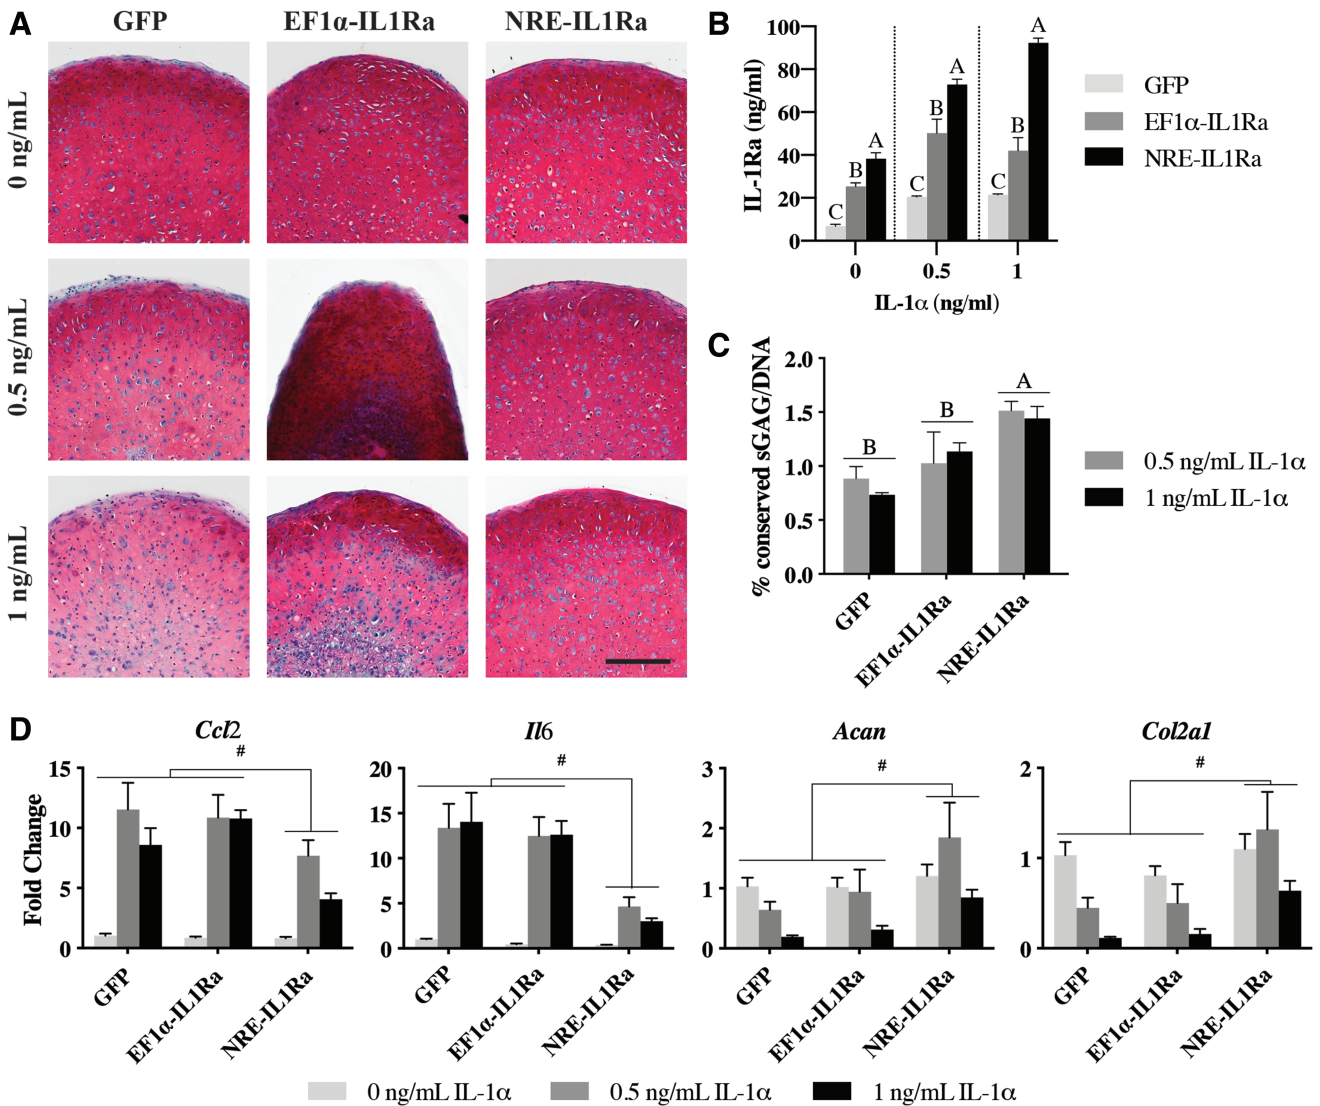 A
GFP
EF1α-IL1Ra
NRE-IL1Ra
0 ng/mL
0.5 ng/mL
1 ng/mL
B
IL-1Ra (ng/ml)
100
80
60
40
20
0
C
B
A
C
B
A
C
B
A
0
0.5
1
IL-1α (ng/ml)
GFP
EF1α-IL1Ra
NRE-IL1Ra
C
% conserved sGAG/DNA
2.0
1.5
1.0
0.5
0.0
B
B
A
GFP
EF1α-IL1Ra
NRE-IL1Ra
0.5 ng/mL IL-1α
1 ng/mL IL-1α
D
Fold Change
Ccl2
#
15
10
5
0
GFP
EF1α-IL1Ra
NRE-IL1Ra
Il6
#
20
15
10
5
0
GFP
EF1α-IL1Ra
NRE-IL1Ra
Acan
#
3
2
1
0
GFP
EF1α-IL1Ra
NRE-IL1Ra
Col2a1
#
2
1
0
GFP
EF1α-IL1Ra
NRE-IL1Ra
0 ng/mL IL-1α
0.5 ng/mL IL-1α
1 ng/mL IL-1α